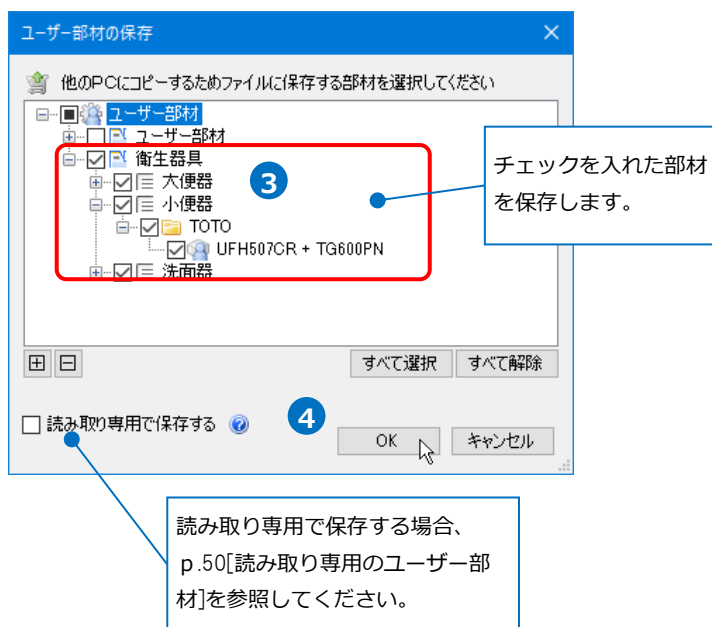 ユーザー部材の保存
他のPCにコピーするためファイルに保存する部材を選択してください
ユーザー部材
ユーザー部材
衛生器具
大便器
3
小便器
TOTO
UFH507CR + TG600PN
洗面器
チェックを入れた部材
を保存します。
すべて選択 すべて解除
読み取り専用で保存する
4
OK キャンセル
読み取り専用で保存する場合、
p.50[読み取り専用のユーザー部
材]を参照してください。